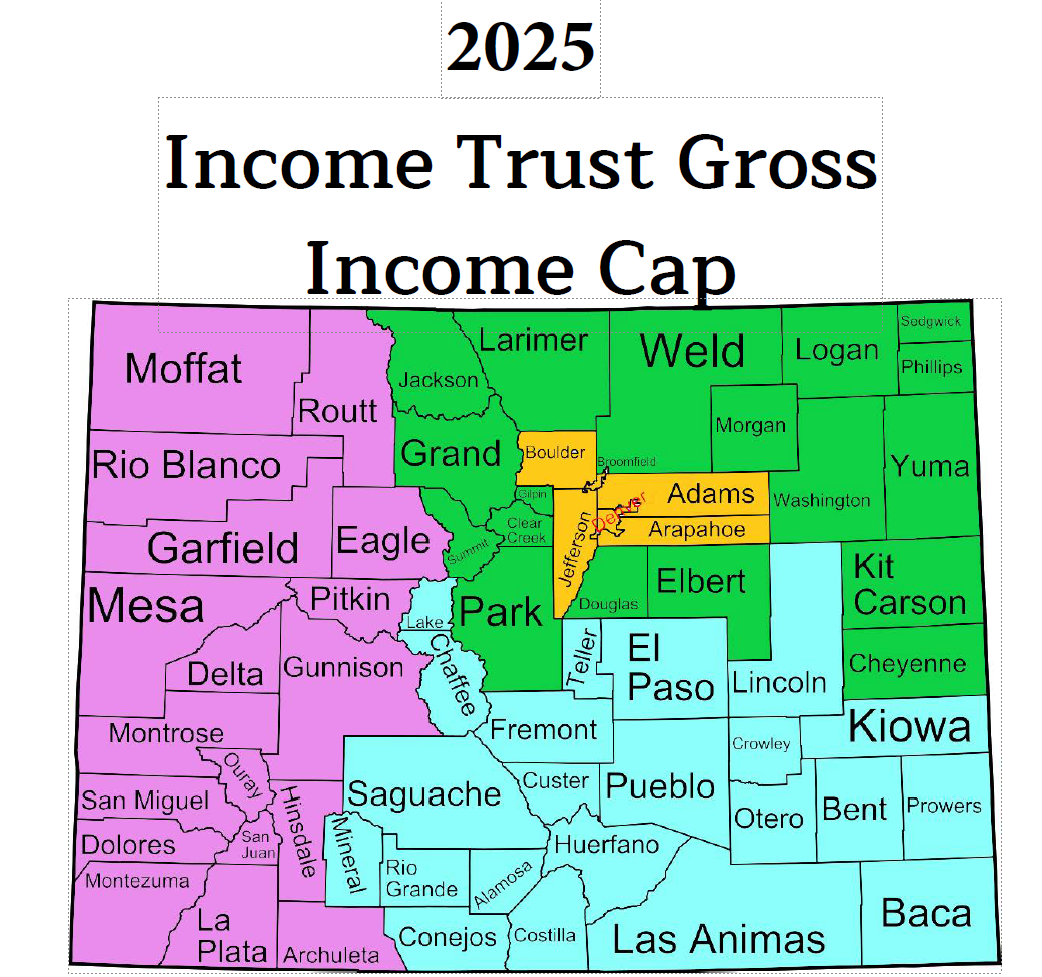 2025
Income Trust Gross
Income Cap
Moffat
Routt
Jackson
Larimer
Weld
Logan
Sedgwick
Phillips
Rio Blanco
Grand
Boulder
Broomfield
Morgan
Yuma
Garfield
Eagle
Summit
Gilpin
Clear
Creek
Jefferson
Denver
Adams
Arapahoe
Washington
Mesa
Pitkin
Lake
Park
Douglas
Elbert
Kit
Carson
Delta
Gunnison
Chaffee
Teller
El
Paso
Lincoln
Cheyenne
Montrose
Ouray
Fremont
Crowley
Kiowa
San Miguel
Hinsdale
Saguache
Custer
Pueblo
Otero
Bent
Prowers
Dolores
San
Juan
Mineral
Rio
Grande
Alamosa
Huerfano
Montezuma
La
Plata
Archuleta
Conejos
Costilla
Las Animas
Baca